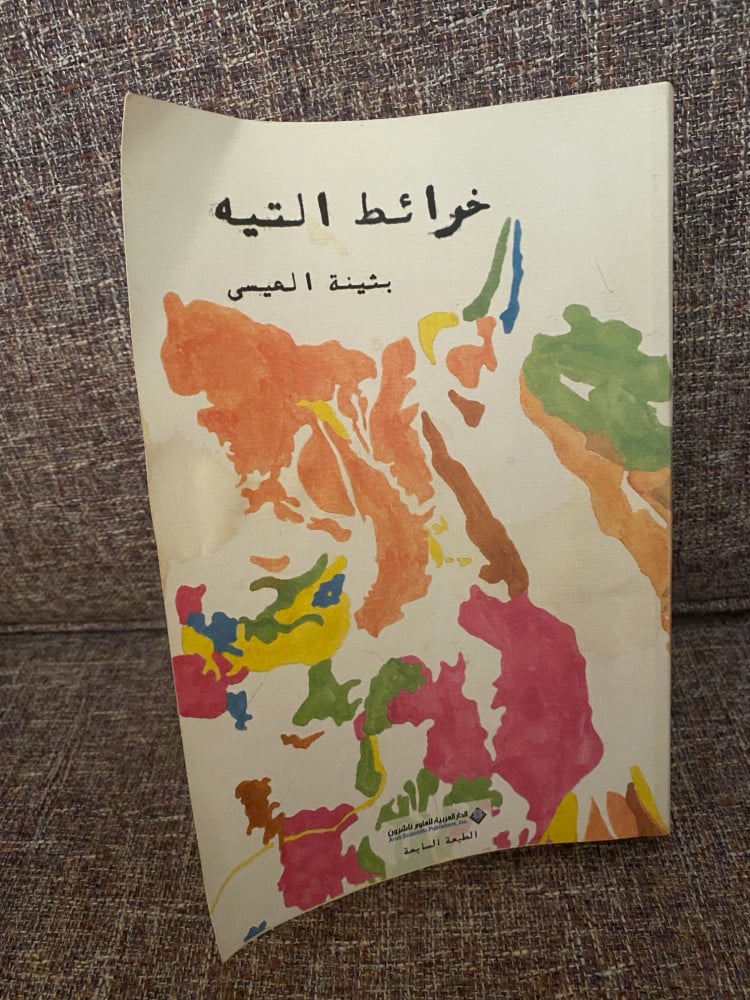 خرائط التيه
بثينة العيسى
الدار العربية للعلوم ناشرون
Arab Scientific Publishers, Inc.
الطبعة السابعة